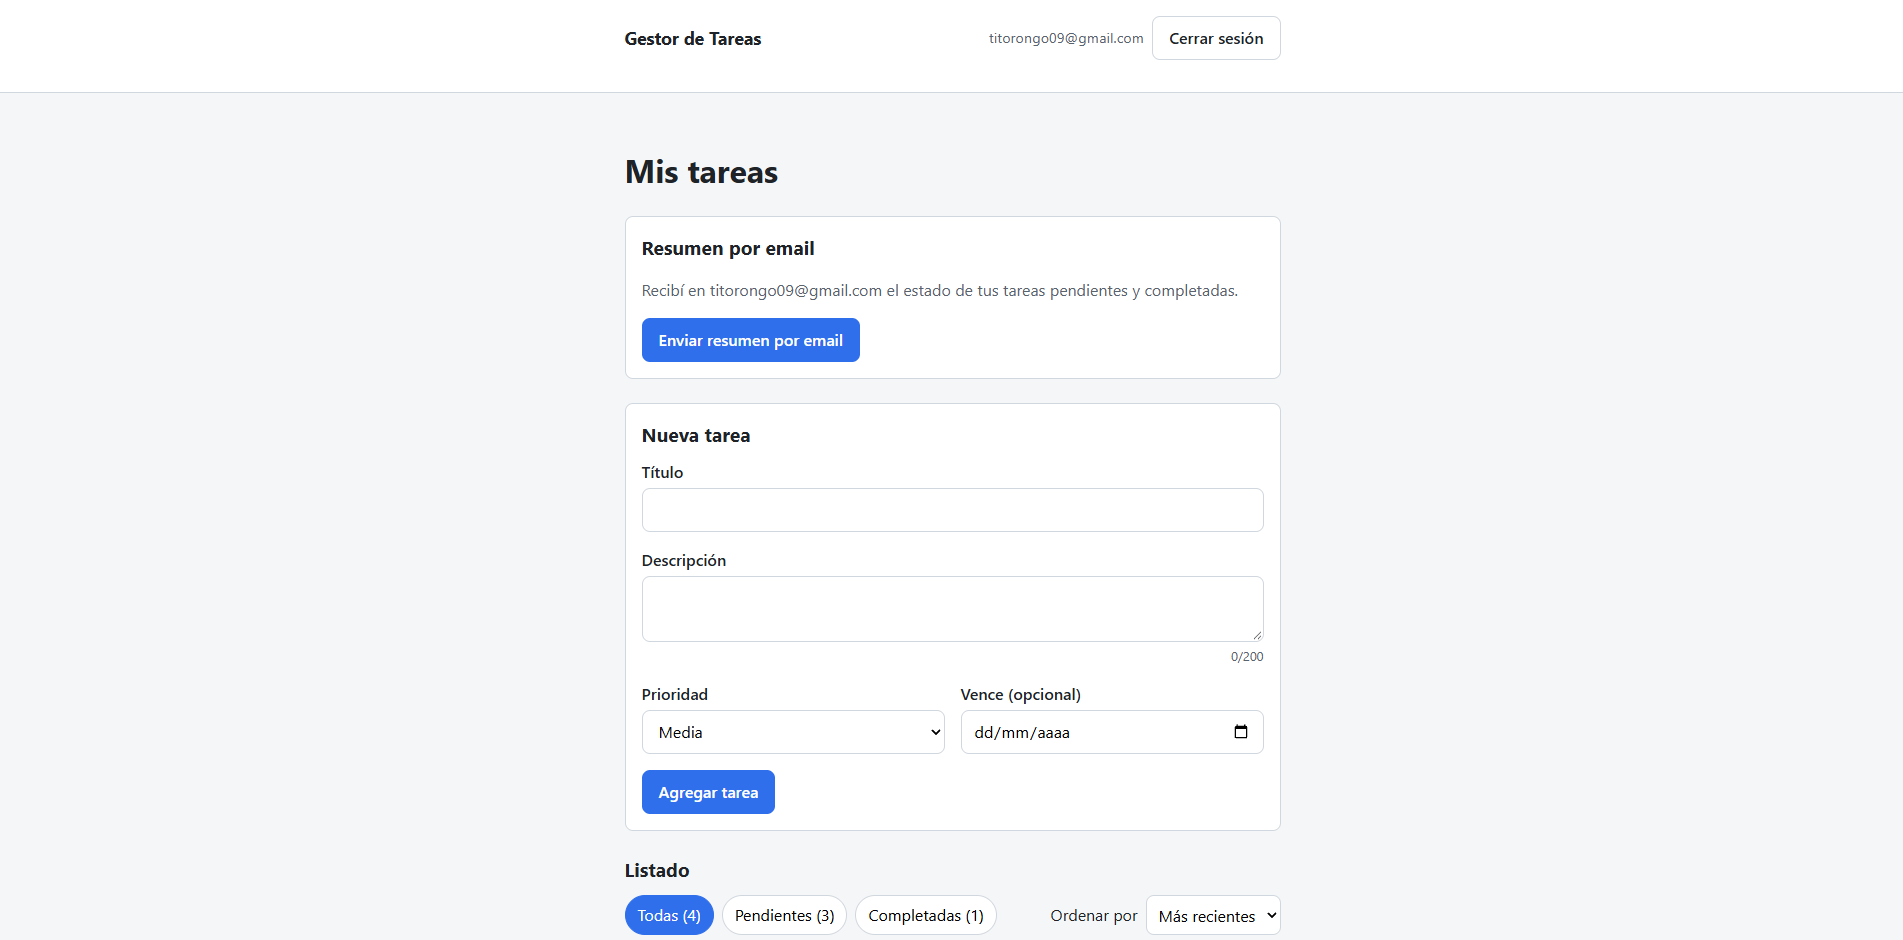 Gestor de Tareas
titorongo09@gmail.com
Cerrar sesión
Mis tareas
Resumen por email
Recibí en titorongo09@gmail.com el estado de tus tareas pendientes y completadas.
Enviar resumen por email
Nueva tarea
Título
Descripción
0/200
Prioridad
Vence (opcional)
Media
dd/mm/aaaa
Agregar tarea
Listado
Todas (4)
Pendientes (3)
Completadas (1)
Ordenar por
Más recientes